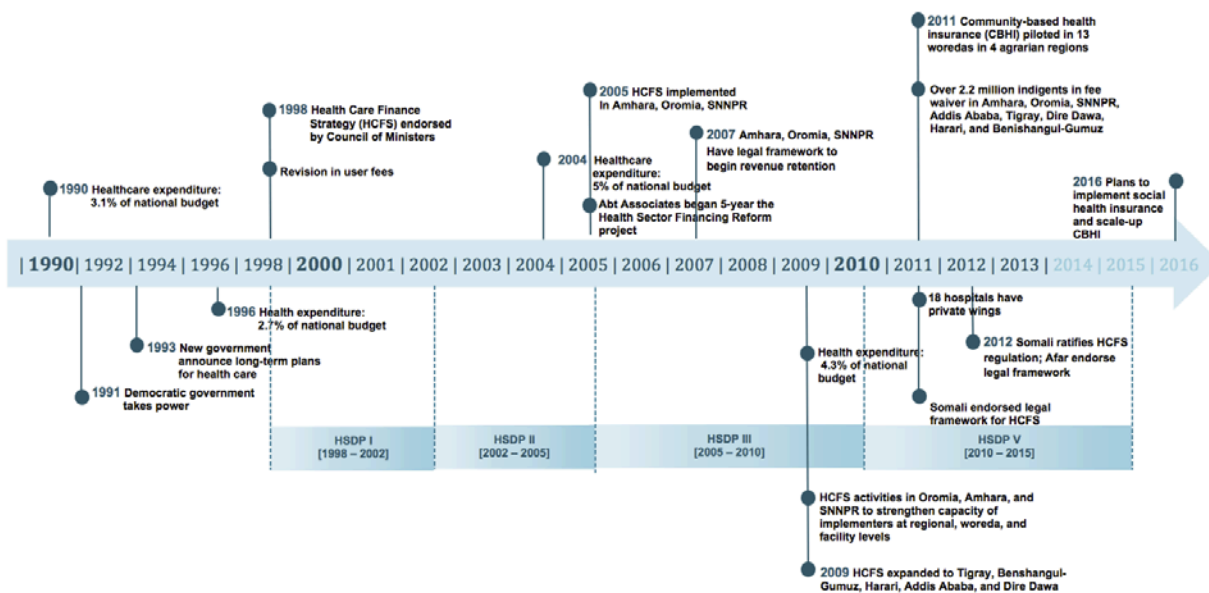 2011 Community-based health
insurance (CBHI) piloted in 13
woredas in 4 agrarian regions
Over 2.2 million indigents in fee
waiver in Amhara, Oromia, SNNPR,
Addis Ababa, Tigray, Dire Dawa,
Harari, and Benishangul-Gumuz
2005 HCFS implemented
In Amhara, Oromia, SNNPR
1998 Health Care Finance
Strategy (HCFS) endorsed
by Council of Ministers
Revision in user fees
2007 Amhara, Oromia, SNNPR
Have legal framework to
begin revenue retention
2004 Healthcare
expenditure:
5% of national budget
Abt Associates began 5-year the
Health Sector Financing Reform
project
1990 Healthcare expenditure:
3.1% of national budget
2016 Plans to
implement social
health insurance
and scale-up
CBHI
| 1990 | 1992 | 1994 | 1996 | 1998 | 2000 | 2001 | 2002 | 2003 | 2004 | 2005 | 2006 | 2007 | 2008 | 2009 | 2010 | 2011 | 2012 | 2013 | 2014 | 2015 | 2016
1996 Health expenditure:
2.7% of national budget
1993 New government
announce long-term plans
for health care
1991 Democratic government
takes power
18 hospitals have
private wings
2012 Somali ratifies HCFS
regulation; Afar endorse
legal framework
Health expenditure:
4.3% of national
budget
Somali endorsed legal
framework for HCFS
HSDP I
[1998 – 2002]
HSDP II
[2002 – 2005]
HSDP III
[2005 – 2010]
HSDP V
[2010 – 2015]
HCFS activities in Oromia, Amhara, and
SNNPR to strengthen capacity of
implementers at regional, woreda, and
facility levels
2009 HCFS expanded to Tigray, Benshangul-
Gumuz, Harari, Addis Ababa, and Dire Dawa